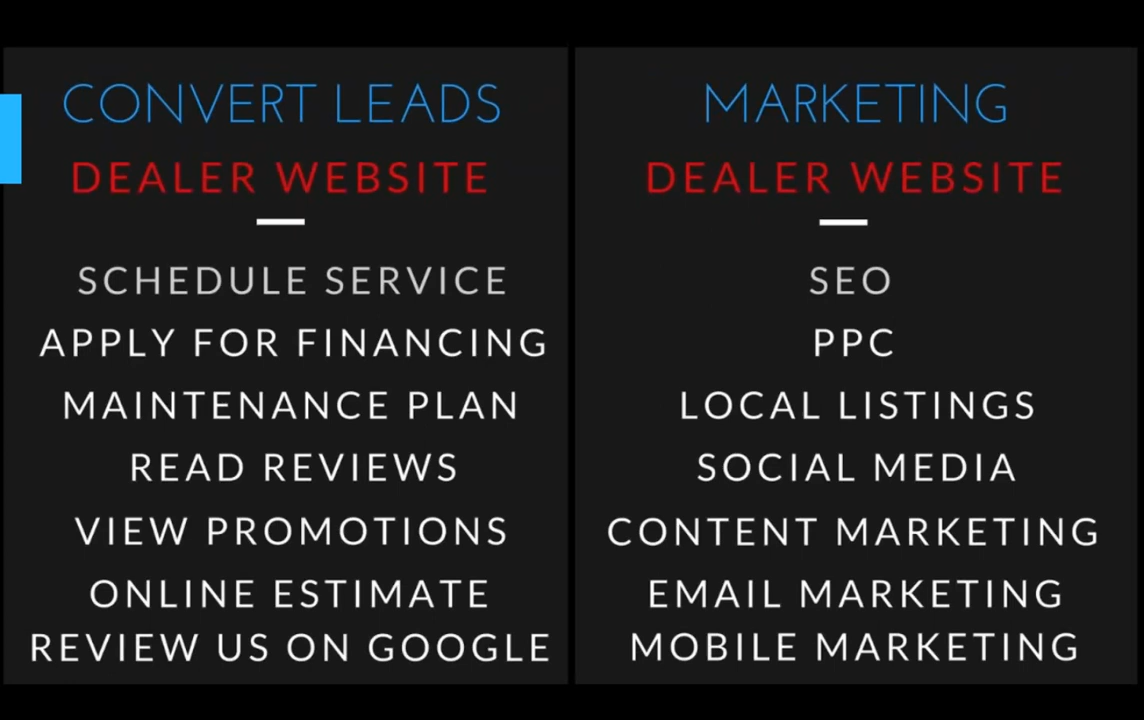 CONVERT LEADS
DEALER WEBSITE
SCHEDULE SERVICE
APPLY FOR FINANCING
MAINTENANCE PLAN
READ REVIEWS
VIEW PROMOTIONS
ONLINE ESTIMATE
REVIEW US ON GOOGLE
MARKETING
DEALER WEBSITE
SEO
PPC
LOCAL LISTINGS
SOCIAL MEDIA
CONTENT MARKETING
EMAIL MARKETING
MOBILE MARKETING